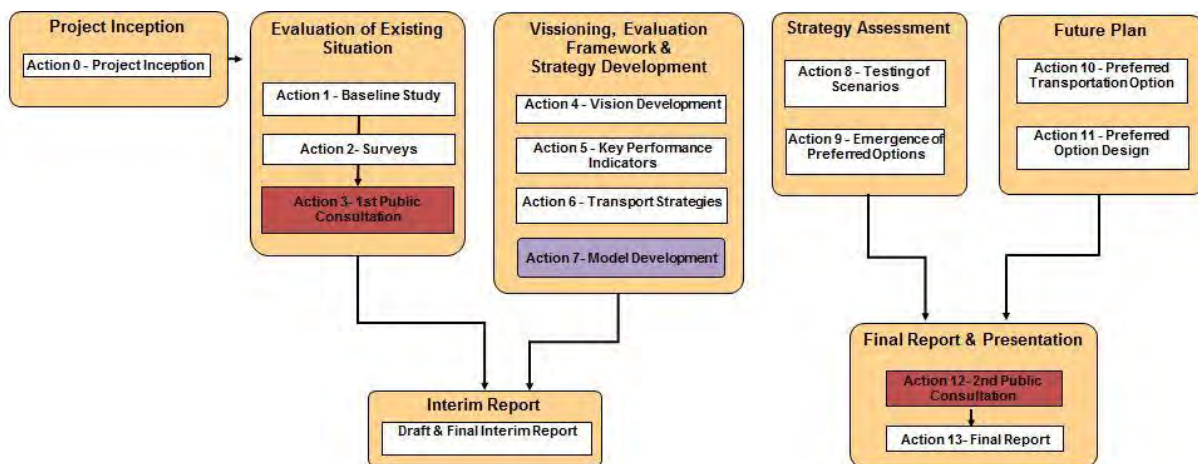 Project Inception
Action 0 - Project Inception
Evaluation of Existing
Situation
Action 1 - Baseline Study
Action 2- Surveys
Action 3- 1st Public
Consultation
Vissioning, Evaluation
Framework &
Strategy Development
Action 4 - Vision Development
Action 5 - Key Performance
Indicators
Action 6 - Transport Strategies
Action 7 - Model Development
Strategy Assessment
Action 8 - Testing of
Scenarios
Action 9 - Emergence of
Preferred Options
Future Plan
Action 10 - Preferred
Transportation Option
Action 11 - Preferred
Option Design
Interim Report
Draft & Final Interim Report
Final Report & Presentation
Action 12- 2nd Public
Consultation
Action 13- Final Report